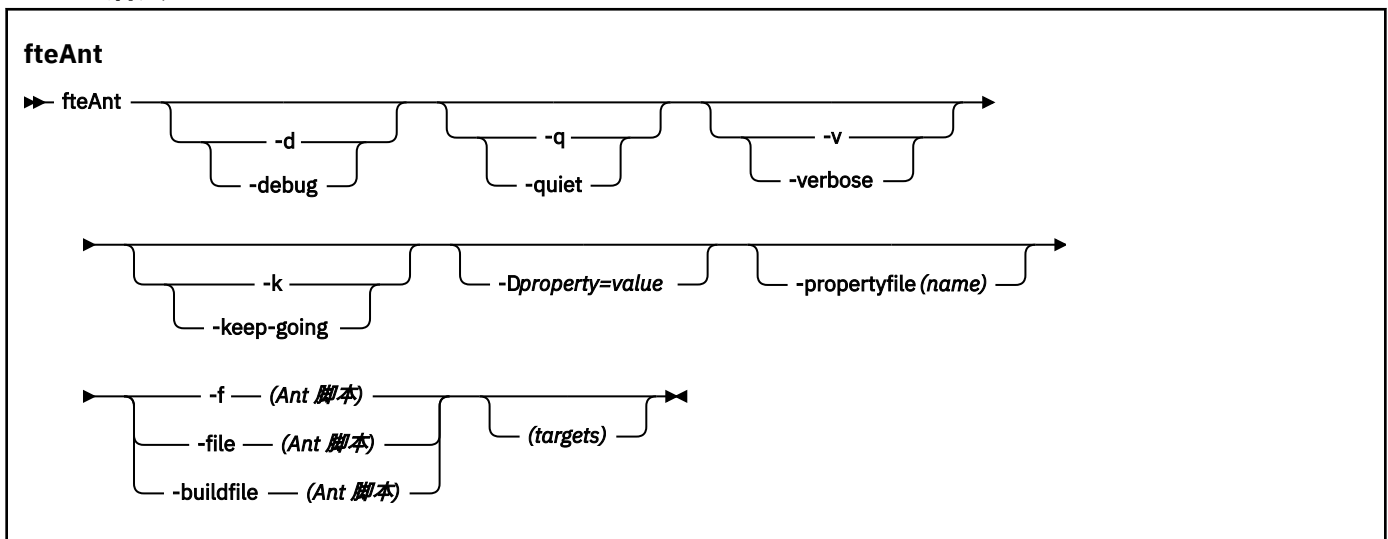 fteAnt
fteAnt
-d
-debug
-q
-quiet
-v
-verbose
-k
-keep-going
-Dproperty=value
-propertyfile (name)
-f (Ant 脚本)
-file (Ant 脚本)
-buildfile (Ant 脚本)
(targets)